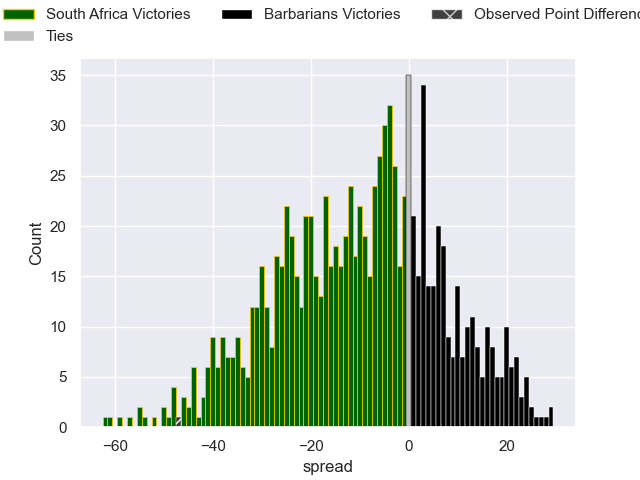 South Africa Victories
Barbarians Victories
Observed Point Differenc
Ties
35
30
25
20
15
10
5
0
Count
−60
−40
−20
0
20
spread